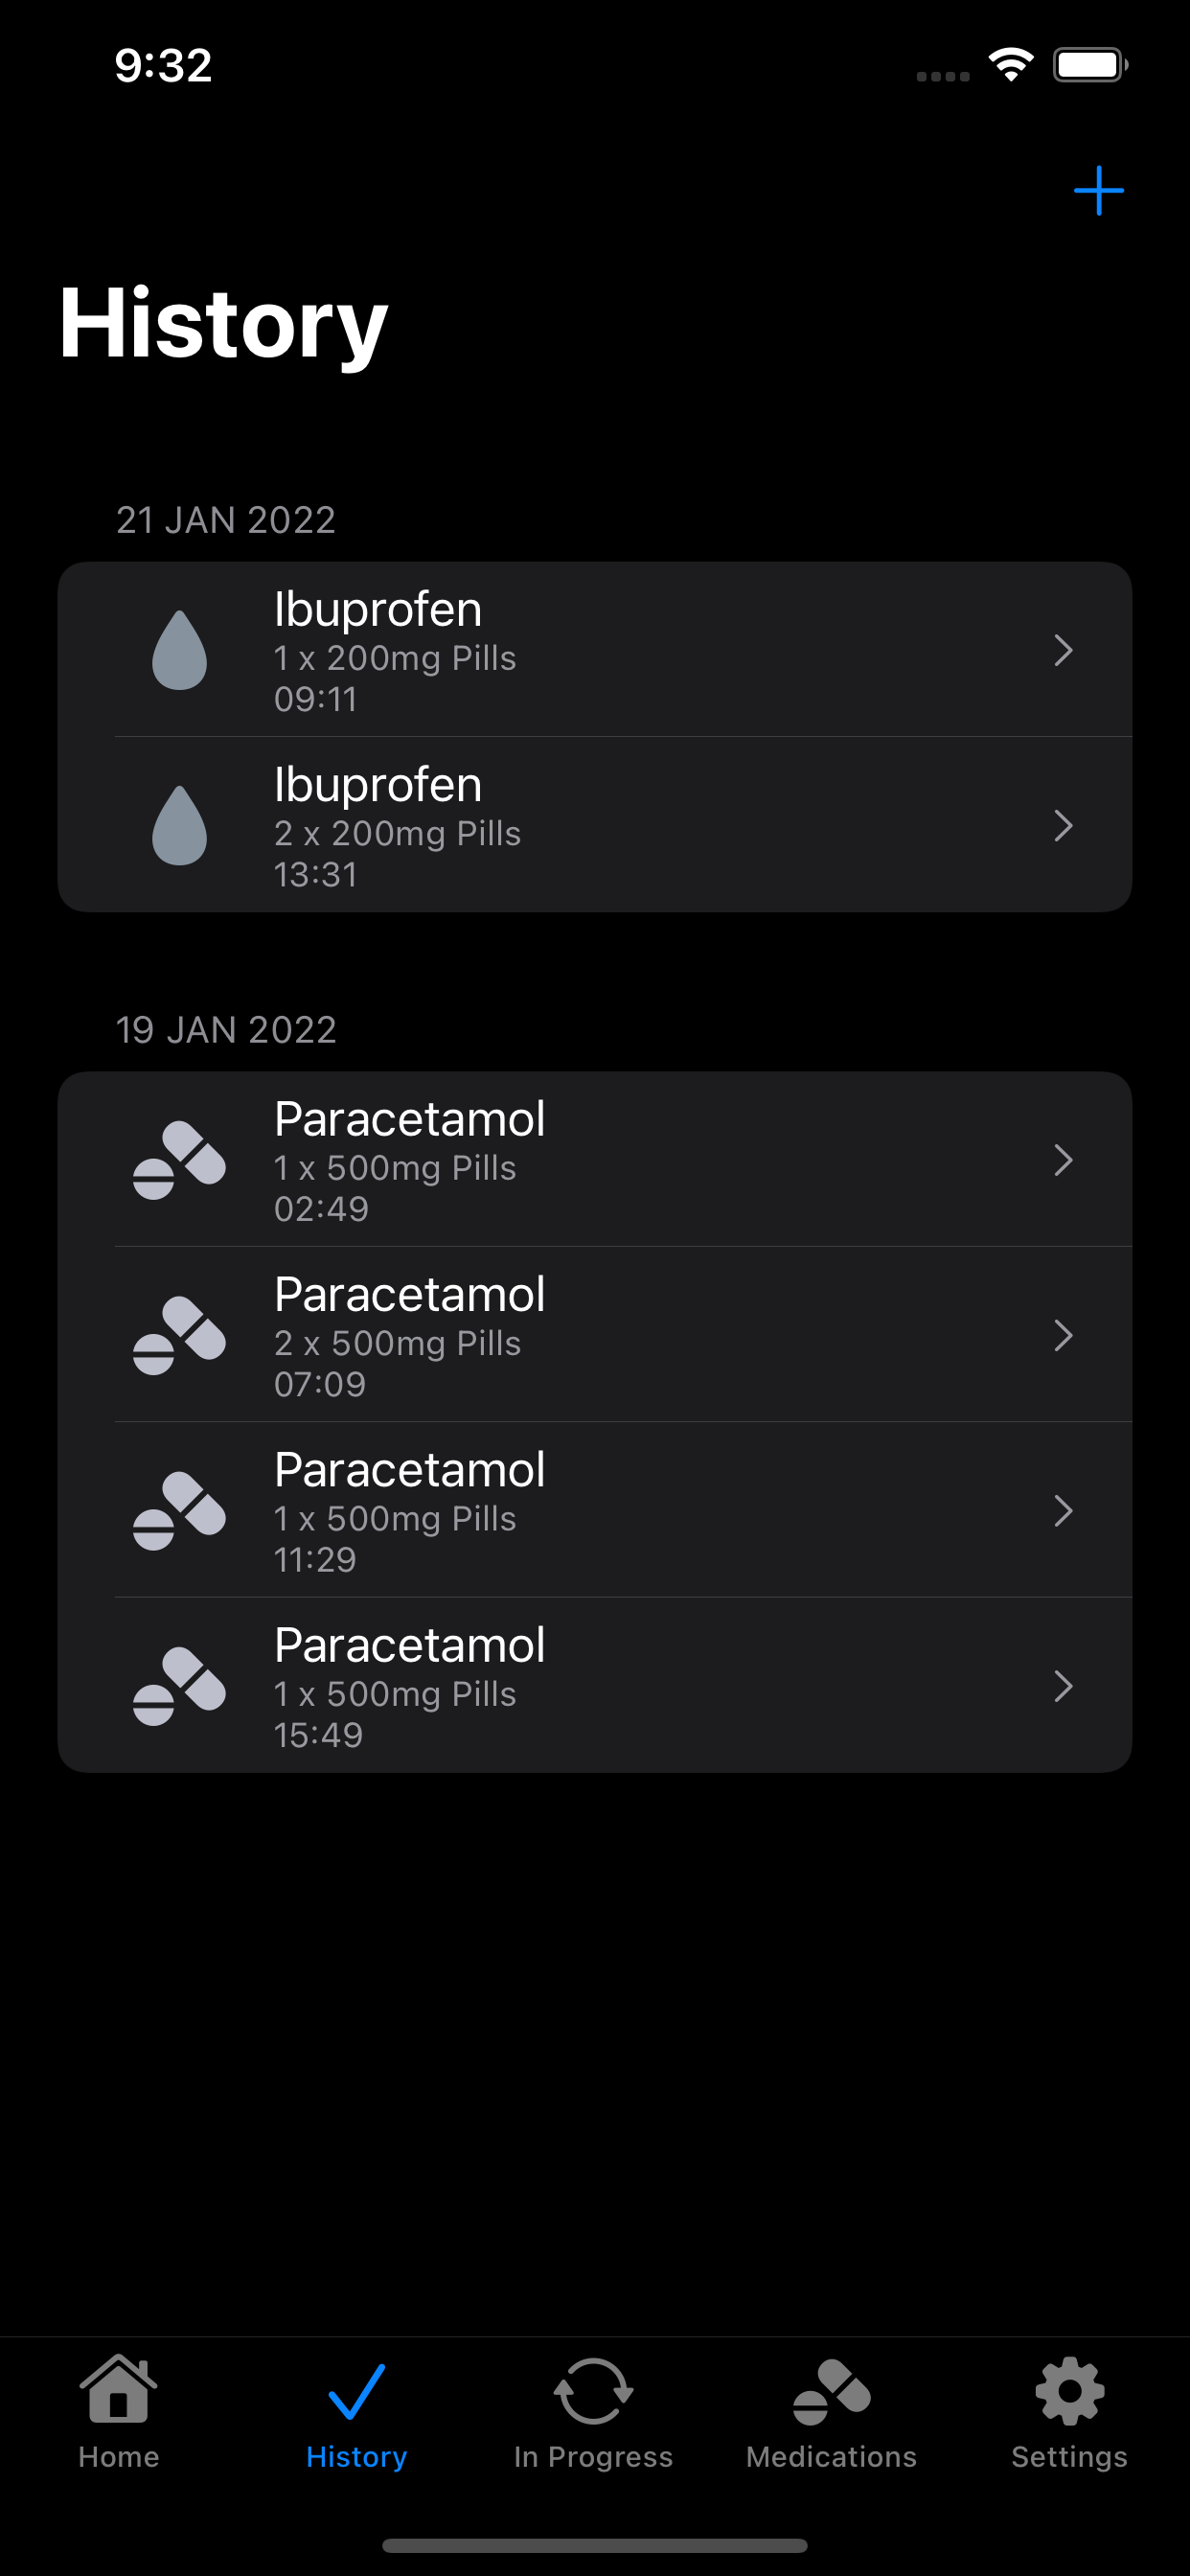 9:32
History
21 JAN 2022
Ibuprofen
1 x 200mg Pills
09:11
Ibuprofen
2 x 200mg Pills
13:31
19 JAN 2022
Paracetamol
1 x 500mg Pills
02:49
Paracetamol
2 x 500mg Pills
07:09
Paracetamol
1 x 500mg Pills
11:29
Paracetamol
1 x 500mg Pills
15:49
Home History In Progress Medications Settings